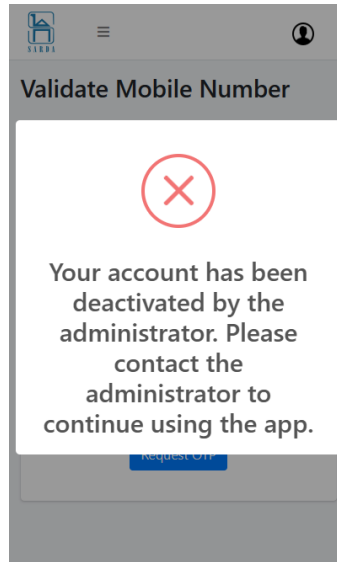 SARDA
Validate Mobile Number
Your account has been
deactivated by the
administrator. Please
contact the
administrator to
continue using the app.
Request OTP